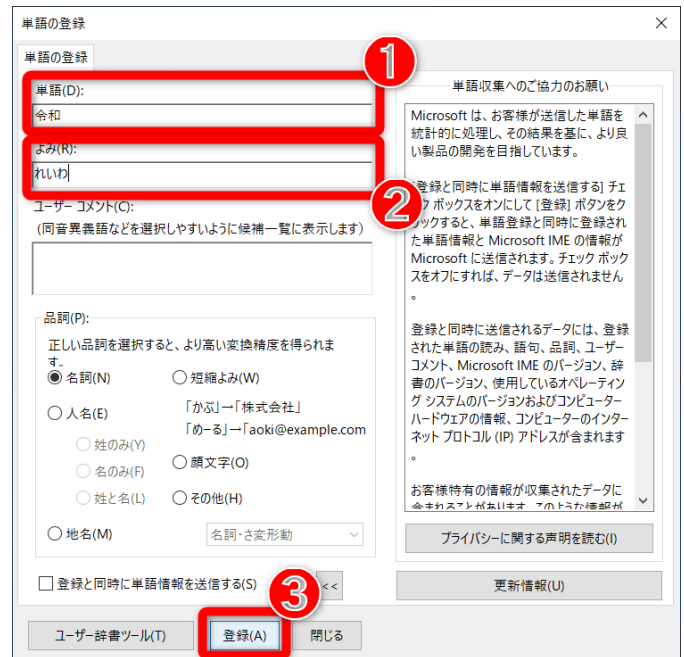 単語の登録
単語の登録
1
単語(D):
令和
よみ(R):
れいわ
2
ユーザー コメント(C):
(同音異義語などを選択しやすいように候補一覧に表示します)
品詞(P):
正しい品詞を選択すると、より高い変換精度を得られま
す。
名詞(N)
短縮よみ(W)
人名(E)
「かぶ」→「株式会社」
「めーる」→「aoki@example.com
姓のみ(Y)
名のみ(F)
顔文字(O)
姓と名(L)
その他(H)
地名(M)
名詞・さ変形動
登録と同時に単語情報を送信する(S)
3
<<
ユーザー辞書ツール(T)
登録(A)
閉じる
単語収集へのご協力のお願い
Microsoft は、お客様が送信した単語を
統計的に処理し、その結果を基に、より良
い製品の開発を目指しています。
登録と同時に単語情報を送信する] チェ
ック ボックスをオンにして [登録] ボタンをク
リックすると、単語登録と同時に登録され
た単語情報と Microsoft IME の情報が
Microsoft に送信されます。チェック ボック
スをオフにすれば、データは送信されません
。
登録と同時に送信されるデータには、登録
された単語の読み、語句、品詞、ユーザー
コメント、Microsoft IME のバージョン、辞
書のバージョン、使用しているオペレーティン
グ システムのバージョンおよびコンピューター
ハードウェアの情報、コンピューターのインター
ネット プロトコル (IP) アドレスが含まれます
。
お客様特有の情報が収集されたデータに
含まれることがあります。このような情報が
プライバシーに関する声明を読む(I)
更新情報(U)